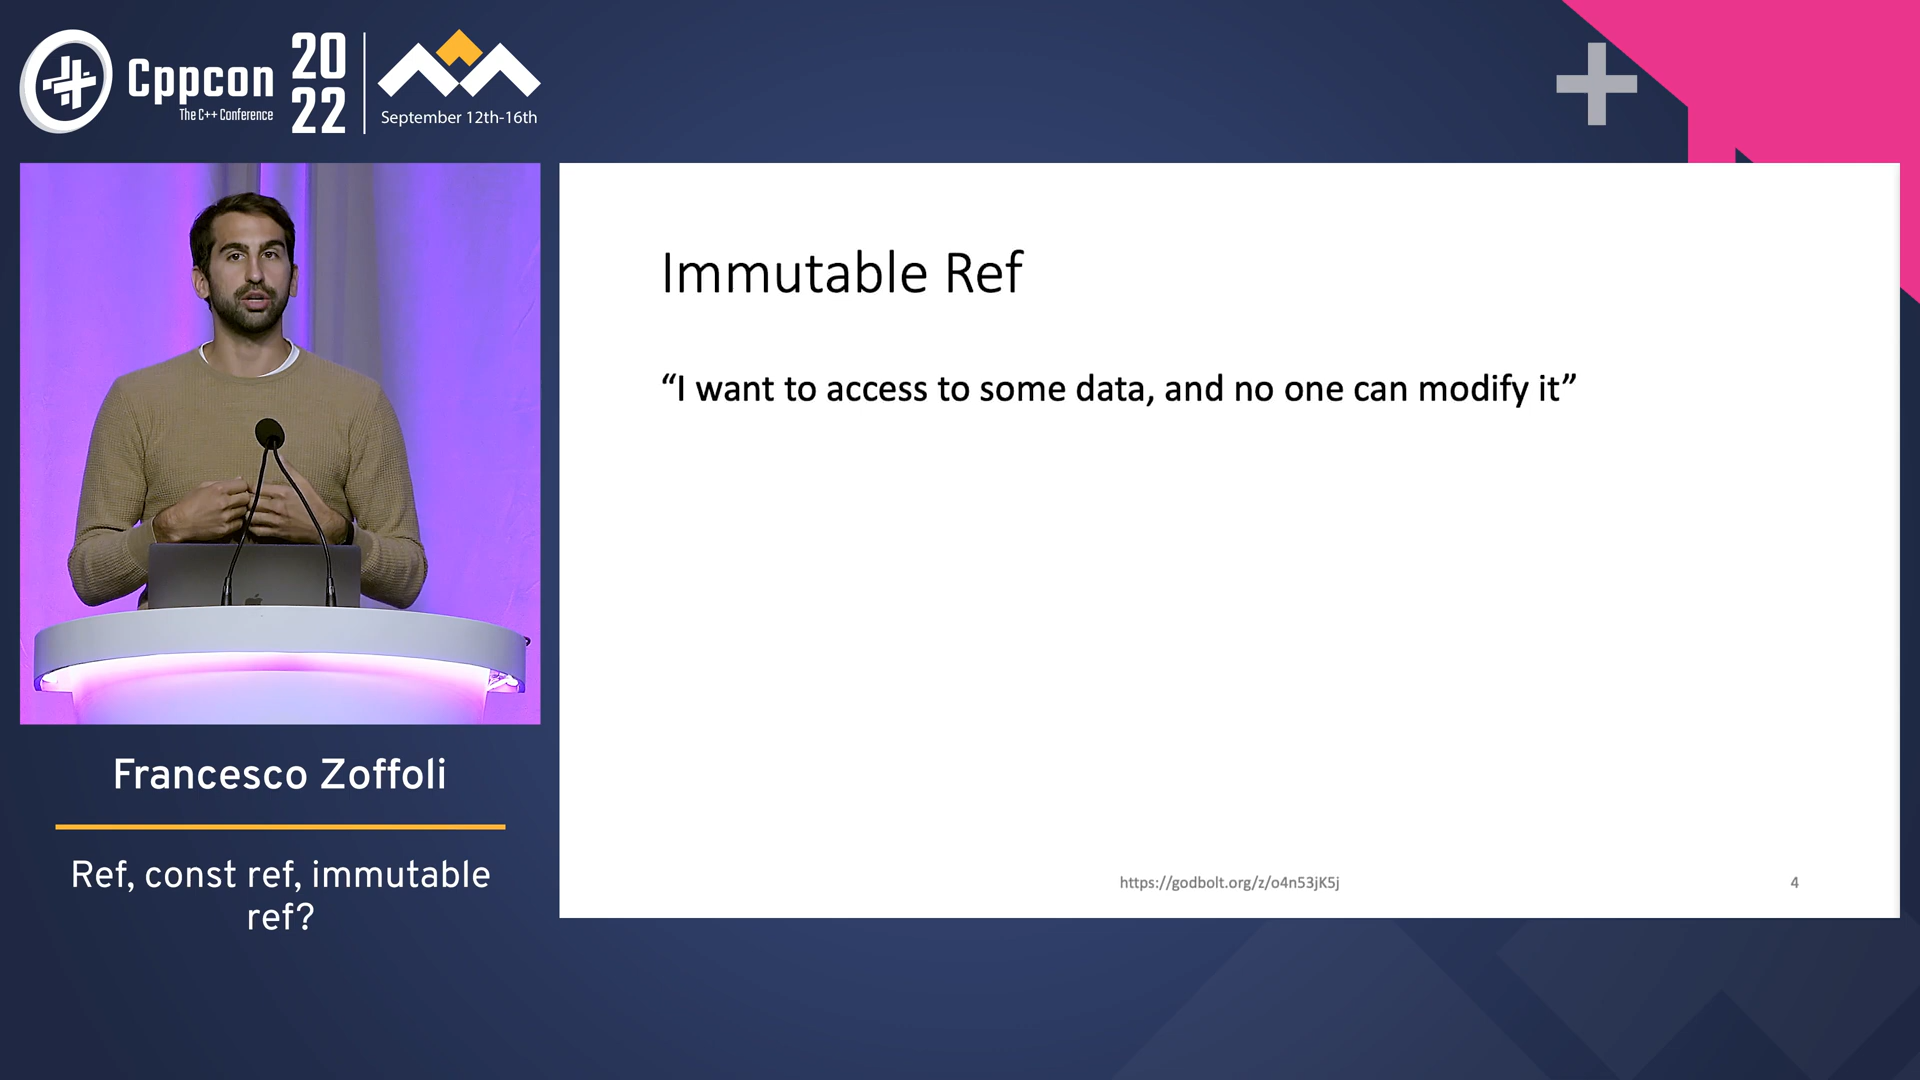 Cppcon
The C++ Conference
20
22
September 12th-16th
Immutable Ref
“I want to access to some data, and no one can modify it”
https://godbolt.org/z/o4n53jK5j
4
Francesco Zoffoli
Ref, const ref, immutable
ref?